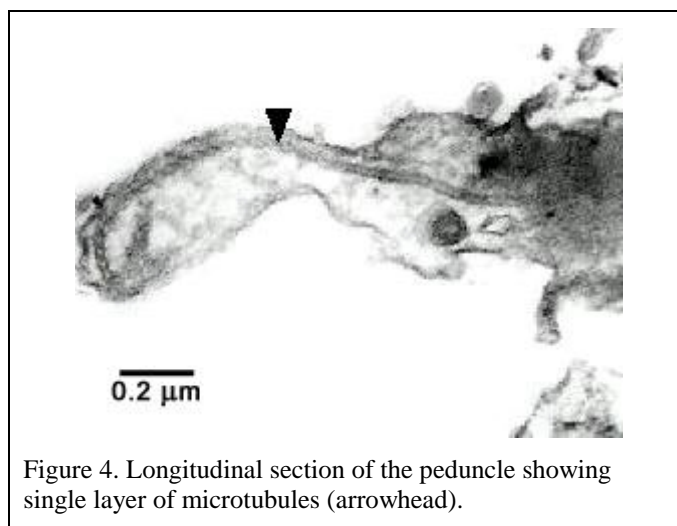 0.2 μm
Figure 4. Longitudinal section of the peduncle showing
single layer of microtubules (arrowhead).